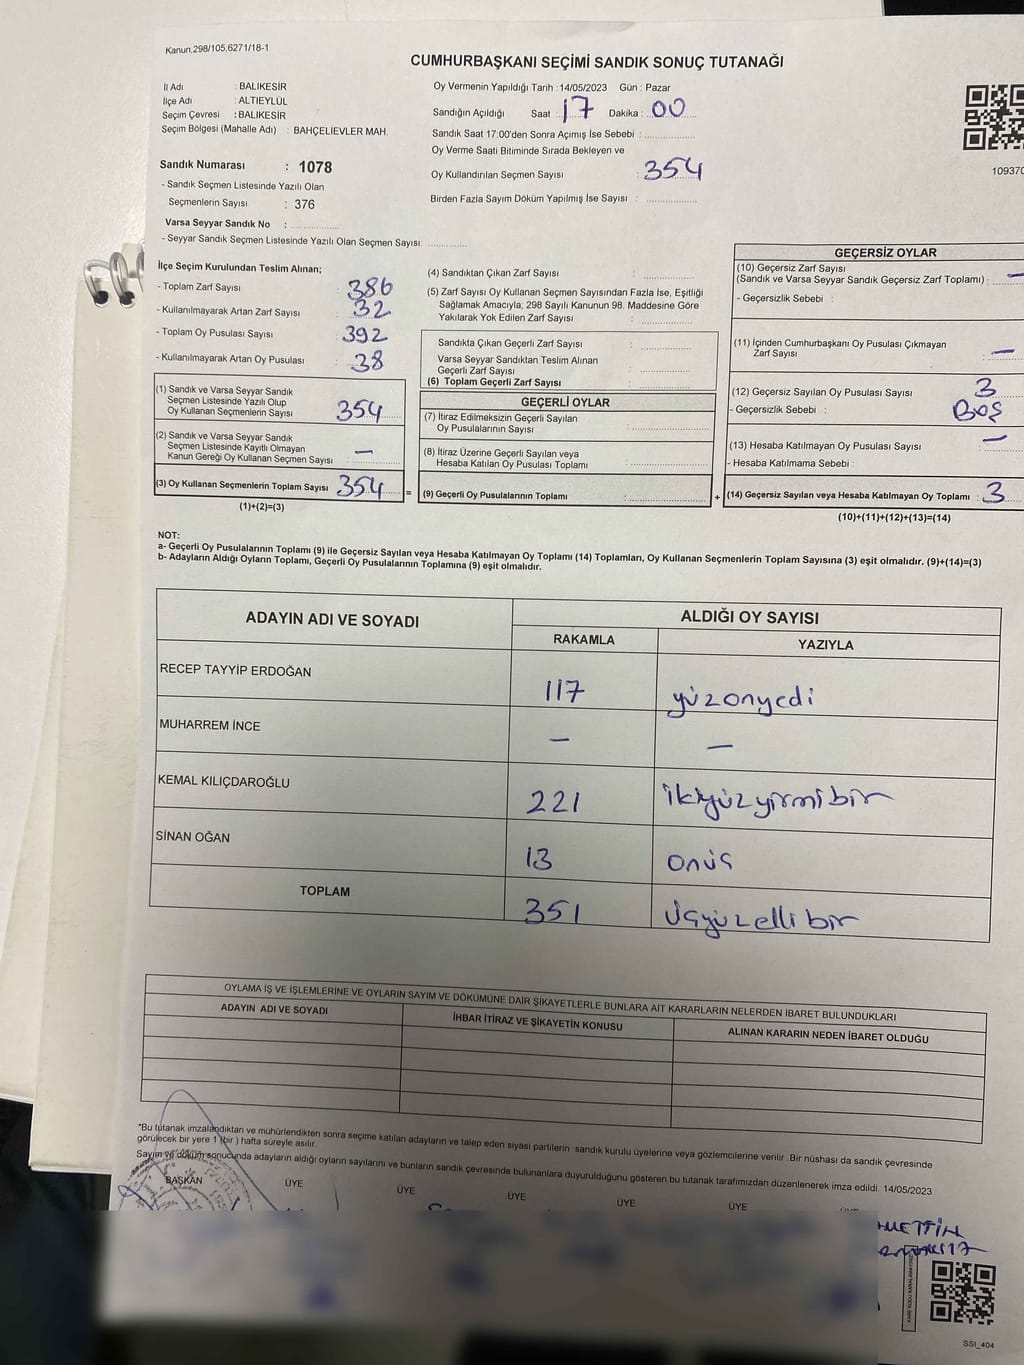 Kanun,298/105,6271/18-1
CUMHURBAŞKANI SEÇİMİ SANDIK SONUÇ TUTANAĞI
İl Adı : BALIKESİR
İlçe Adı : ALTIEYLÜL
Seçim Çevresi : BALIKESİR
Seçim Bölgesi (Mahalle Adı) : BAHÇELİEVLER MAH.
Sandık Numarası : 1078
- Sandık Seçmen Listesinde Yazılı Olan
Seçmenlerin Sayısı : 376
Varsa Seyyar Sandık No :
- Seyyar Sandık Seçmen Listesinde Yazılı Olan Seçmen Sayısı:
Oy Vermenin Yapıldığı Tarih : 14/05/2023 Gün : Pazar
Sandığın Açıldığı Saat : 17 Dakika : 00
Sandık Saat 17:00'den Sonra Açımış İse Sebebi :
Oy Verme Saati Bitiminde Sırada Bekleyen ve
Oy Kullandırılan Seçmen Sayısı : 354
Birden Fazla Sayım Döküm Yapılmış İse Sayısı :
109370
İlçe Seçim Kurulundan Teslim Alınan;
- Toplam Zarf Sayısı : 386
- Kullanılmayarak Artan Zarf Sayısı : 32
- Toplam Oy Pusulası Sayısı : 392
- Kullanılmayarak Artan Oy Pusulası : 38
(1) Sandık ve Varsa Seyyar Sandık
Seçmen Listesinde Yazılı Olup
Oy Kullanan Seçmenlerin Sayısı : 354
(2) Sandık ve Varsa Seyyar Sandık
Seçmen Listesinde Kayıtlı Olmayan
Kanun Gereği Oy Kullanan Seçmen Sayısı : —
(3) Oy Kullanan Seçmenlerin Toplam Sayısı : 354 =
(1)+(2)=(3)
(4) Sandıktan Çıkan Zarf Sayısı :
(5) Zarf Sayısı Oy Kullanan Seçmen Sayısından Fazla İse, Eşitliği
Sağlamak Amacıyla, 298 Sayılı Kanunun 98. Maddesine Göre
Yakılarak Yok Edilen Zarf Sayısı :
Sandıkta Çıkan Geçerli Zarf Sayısı :
Varsa Seyyar Sandıktan Teslim Alınan
Geçerli Zarf Sayısı :
(6) Toplam Geçerli Zarf Sayısı :
GEÇERLİ OYLAR
(7) İtiraz Edilmeksizin Geçerli Sayılan
Oy Pusulalarının Sayısı :
(8) İtiraz Üzerine Geçerli Sayılan veya
Hesaba Katılan Oy Pusulası Toplamı :
(9) Geçerli Oy Pusulalarının Toplamı : +
GEÇERSİZ OYLAR
(10) Geçersiz Zarf Sayısı
(Sandık ve Varsa Seyyar Sandık Geçersiz Zarf Toplamı) : —
- Geçersizlik Sebebi :
(11) İçinden Cumhurbaşkanı Oy Pusulası Çıkmayan
Zarf Sayısı : —
(12) Geçersiz Sayılan Oy Pusulası Sayısı : 3
- Geçersizlik Sebebi : Boş
(13) Hesaba Katılmayan Oy Pusulası Sayısı : —
- Hesaba Katılmama Sebebi :
(14) Geçersiz Sayılan veya Hesaba Katılmayan Oy Toplamı : 3
(10)+(11)+(12)+(13)=(14)
NOT:
a- Geçerli Oy Pusulalarının Toplamı (9) ile Geçersiz Sayılan veya Hesaba Katılmayan Oy Toplamı (14) Toplamları, Oy Kullanan Seçmenlerin Toplam Sayısına (3) eşit olmalıdır. (9)+(14)=(3)
b- Adayların Aldığı Oyların Toplamı, Geçerli Oy Pusulalarının Toplamına (9) eşit olmalıdır.
ADAYIN ADI VE SOYADI ALDIĞI OY SAYISI
RAKAMLA YAZIYLA
RECEP TAYYİP ERDOĞAN 117 yüzonyedi
MUHARREM İNCE — —
KEMAL KILIÇDAROĞLU 221 ikiyüzyirmibir
SİNAN OĞAN 13 onüç
TOPLAM 351 üçyüzellibir
OYLAMA İŞ VE İŞLEMLERİNE VE OYLARIN SAYIM VE DÖKÜMÜNE DAİR ŞİKAYETLERLE BUNLARA AİT KARARLARIN NELERDEN İBARET BULUNDUKLARI
ADAYIN ADI VE SOYADI İHBAR İTİRAZ VE ŞİKAYETİN KONUSU ALINAN KARARIN NEDEN İBARET OLDUĞU
*Bu tutanak imzalandıktan ve mühürlendikten sonra seçime katılan adayların ve talep eden siyasi partilerin sandık kurulu üyelerine veya gözlemcilerine verilir .Bir nüshası da sandık çevresinde
görülecek bir yere 1 (bir ) hafta süreyle asılır.
Sayım ve döküm sonucunda adayların aldığı oyların sayılarını ve bunların sandık çevresinde bulunanlara duyurulduğunu gösteren bu tutanak tarafımızdan düzenlenerek imza edildi. 14/05/2023
BAŞKAN ÜYE ÜYE ÜYE ÜYE ÜYE
SSI_404